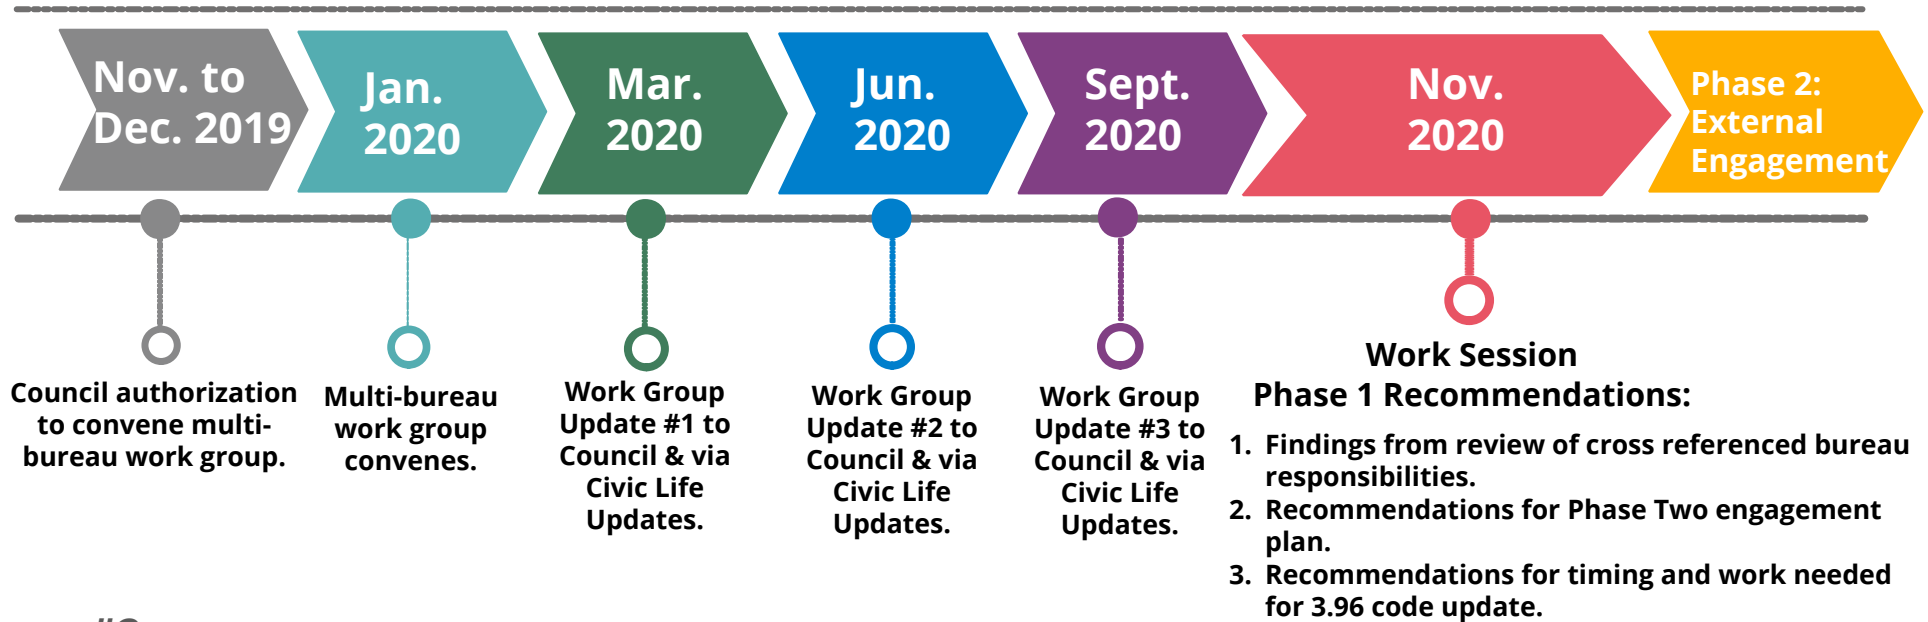 Nov. to
Dec. 2019
Jan.
2020
Mar.
2020
Jun.
2020
Sept.
2020
Nov.
2020
Phase 2:
External
Engagement
Council authorization
to convene multi-
bureau work group.
Multi-bureau
work group
convenes.
Work Group
Update #1 to
Council & via
Civic Life
Updates.
Work Group
Update #2 to
Council & via
Civic Life
Updates.
Work Group
Update #3 to
Council & via
Civic Life
Updates.
Work Session
Phase 1 Recommendations:
1. Findings from review of cross referenced bureau
responsibilities.
2. Recommendations for Phase Two engagement
plan.
3. Recommendations for timing and work needed
for 3.96 code update.